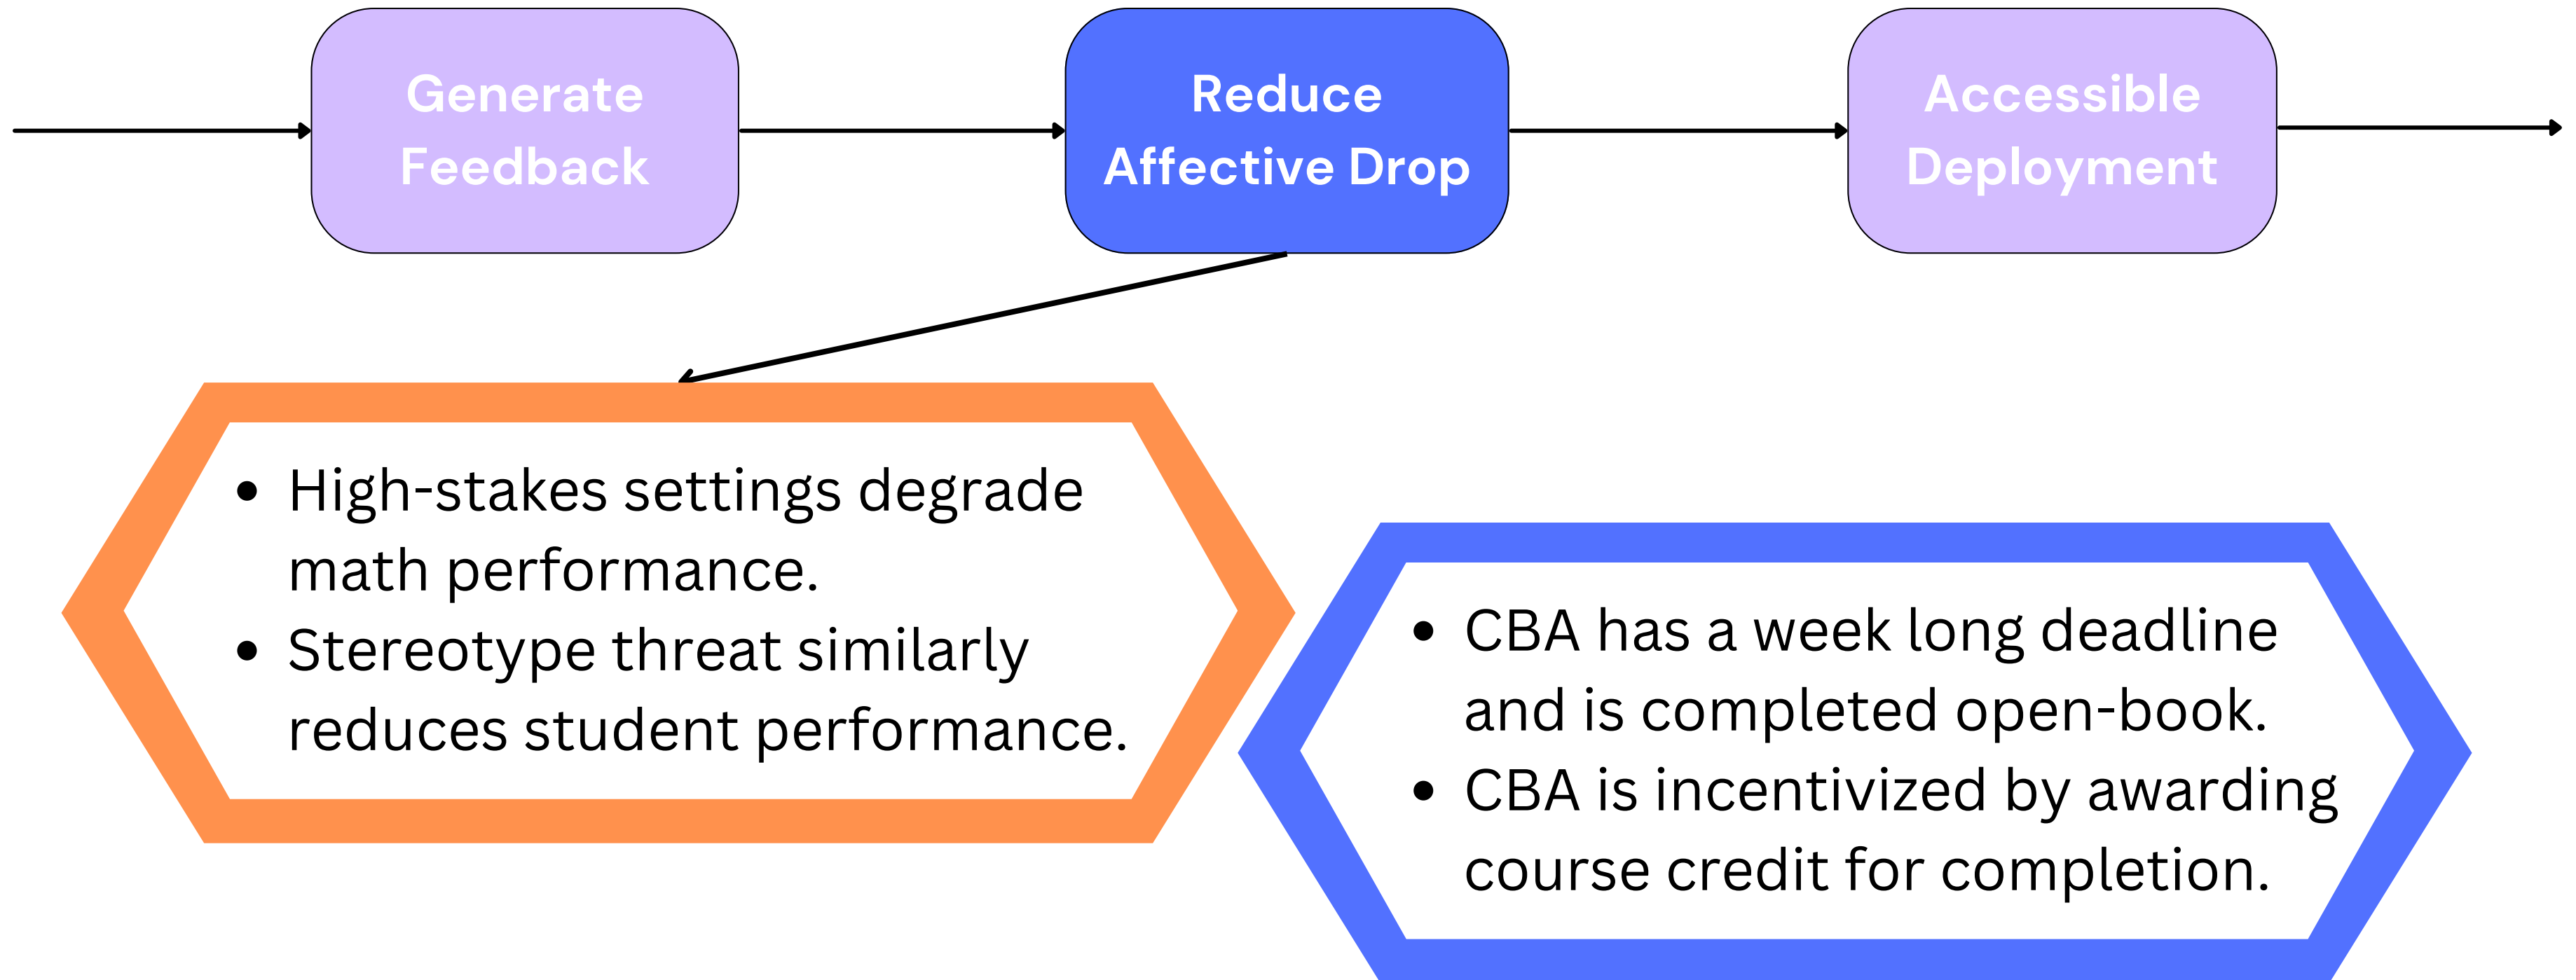 Generate
Feedback
Reduce
Affective Drop
Accessible
Deployment
• High-stakes settings degrade
math performance.
• Stereotype threat similarly
reduces student performance.
• CBA has a week long deadline
and is completed open-book.
• CBA is incentivized by awarding
course credit for completion.